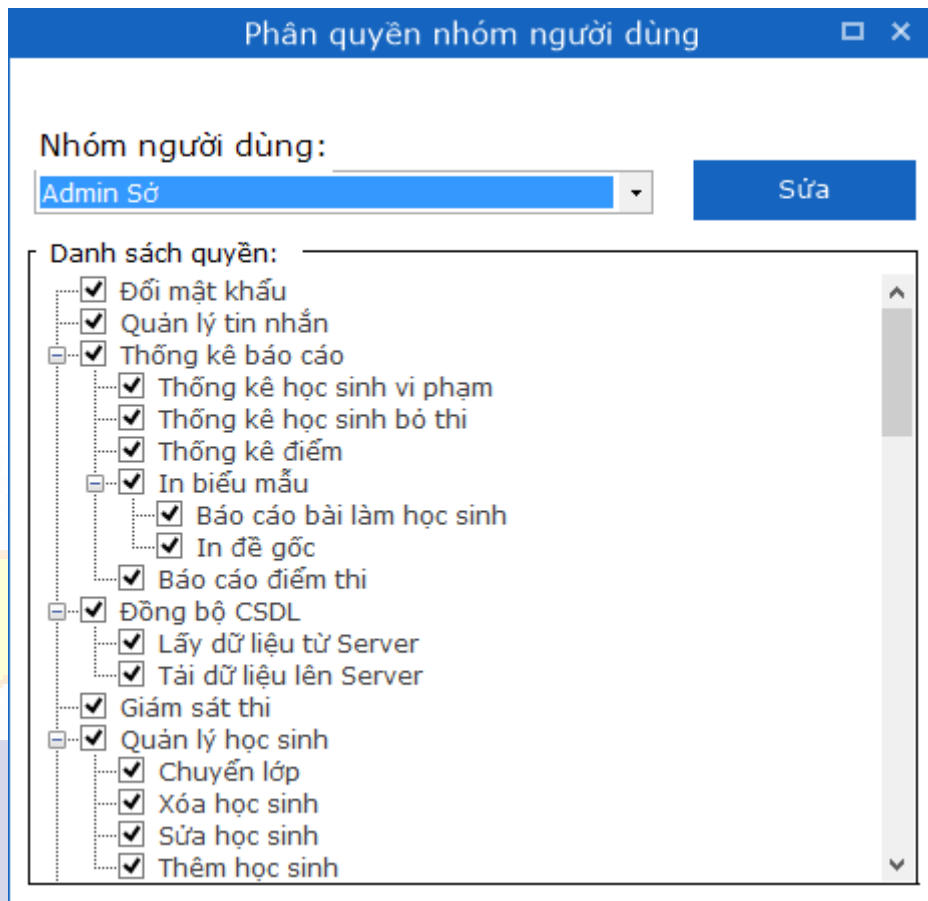 Phân quyền nhóm người dùng
Nhóm người dùng:
Admin Sở
Sửa
Danh sách quyền:
Đổi mật khẩu
Quản lý tin nhắn
Thống kê báo cáo
Thống kê học sinh vi phạm
Thống kê học sinh bỏ thi
Thống kê điểm
In biểu mẫu
Báo cáo bài làm học sinh
In đề gốc
Báo cáo điểm thi
Đồng bộ CSDL
Lấy dữ liệu từ Server
Tải dữ liệu lên Server
Giám sát thi
Quản lý học sinh
Chuyển lớp
Xóa học sinh
Sửa học sinh
Thêm học sinh